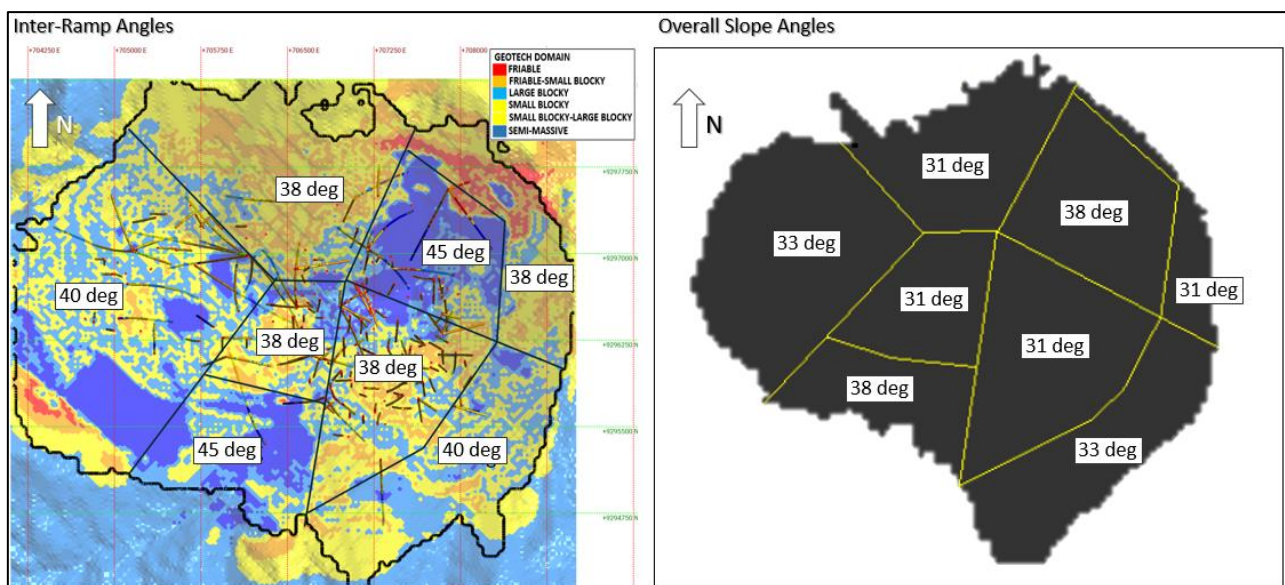 Inter-Ramp Angles
+704250 E
+705000 E
+705750 E
+706500 E
+707250 E
+708000
GEOTECH DOMAIN
FRIABLE
FRIABLE-SMALL BLOCKY
LARGE BLOCKY
SMALL BLOCKY
SMALL BLOCKY-LARGE BLOCKY
SEMI-MASSIVE
N
38 deg
+9297750 N
45 deg
+9297000 N
38 deg
40 deg
38 deg
+9296250 N
38 deg
45 deg
40 deg
+9295500 N
+9294750 N
Overall Slope Angles
N
31 deg
38 deg
33 deg
31 deg
31 deg
31 deg
38 deg
33 deg